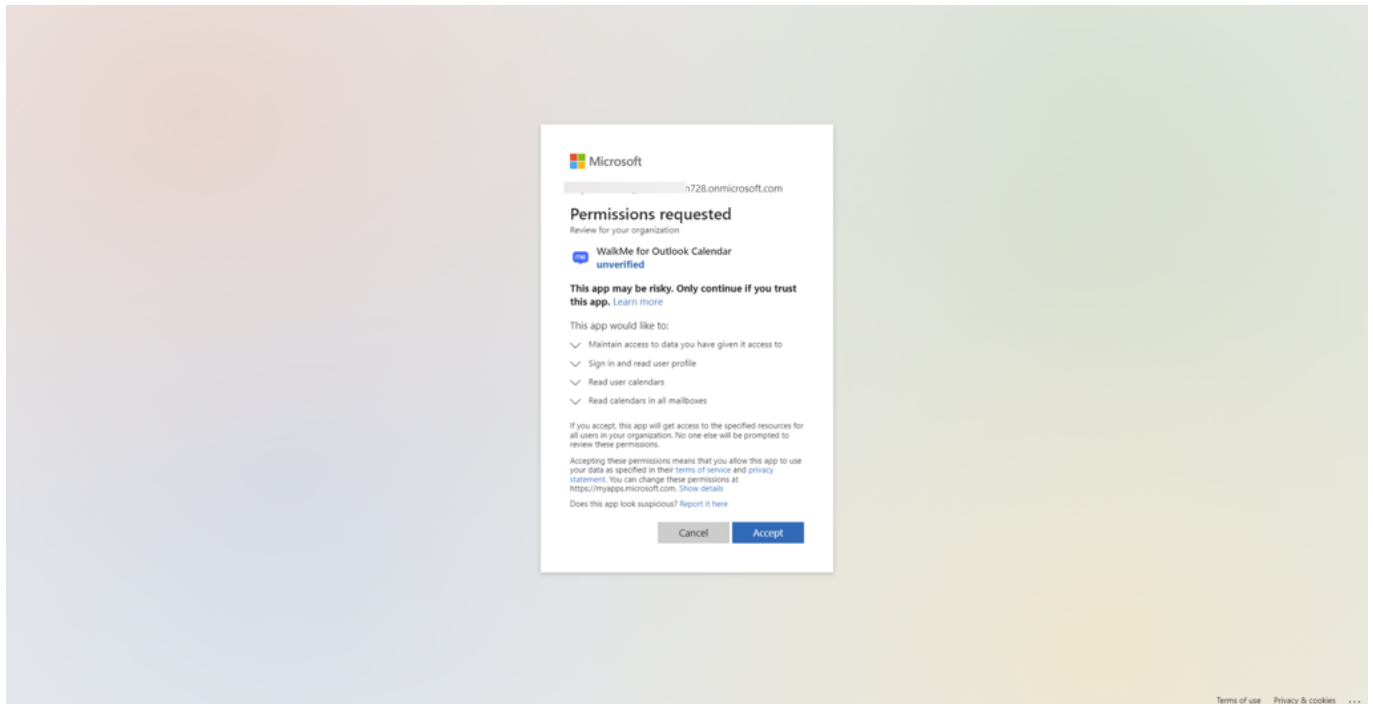 Microsoft
n728.onmicrosoft.com
Permissions requested
Review for your organization
me
WalkMe for Outlook Calendar
unverified
This app may be risky. Only continue if you trust
this app. Learn more
This app would like to:
Maintain access to data you have given it access to
Sign in and read user profile
Read user calendars
Read calendars in all mailboxes
If you accept, this app will get access to the specified resources for
all users in your organization. No one else will be prompted to
review these permissions.
Accepting these permissions means that you allow this app to use
your data as specified in their terms of service and privacy
statement. You can change these permissions at
https://myapps.microsoft.com. Show details
Does this app look suspicious? Report it here
Cancel Accept
Terms of use Privacy & cookies ...